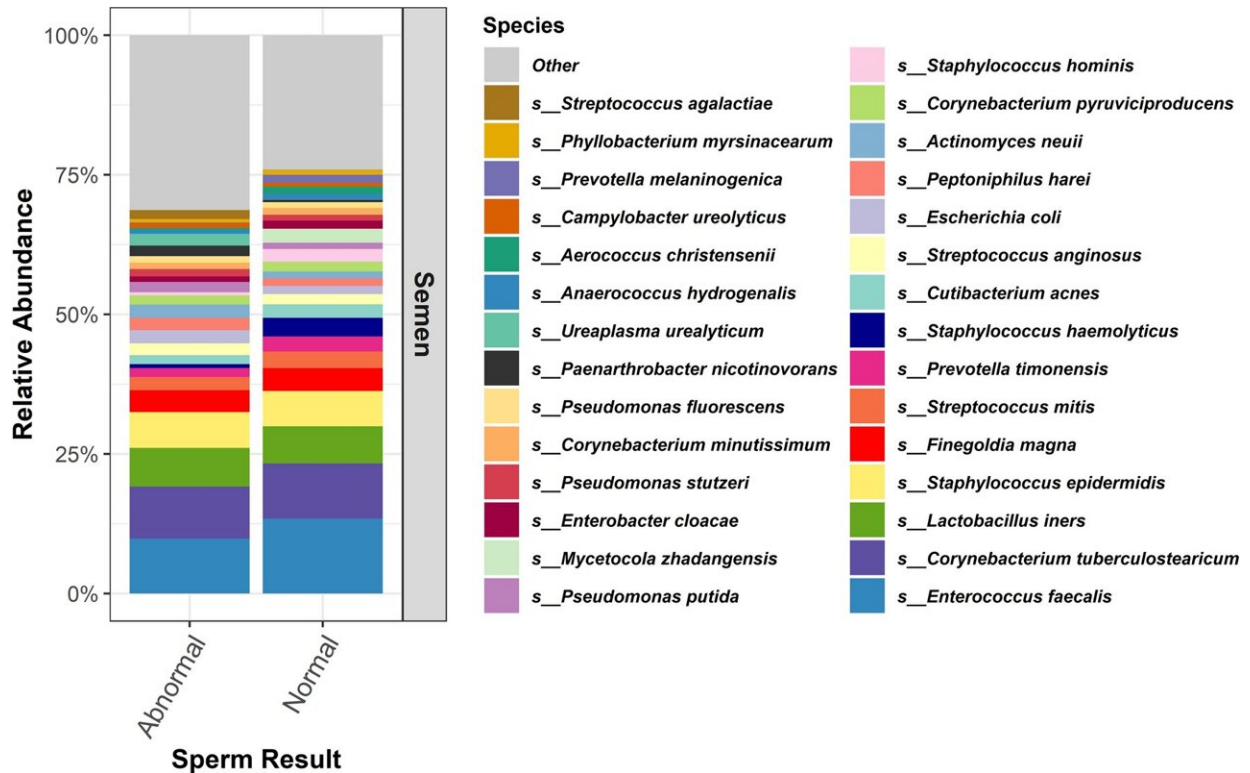 100%
75%
50%
25%
0%
Relative Abundance
Semen
Abnormal
Normal
Sperm Result
Species
Other
s__Streptococcus agalactiae
s__Phyllobacterium myrsinacearum
s__Prevotella melaninogenica
s__Campylobacter ureolyticus
s__Aerococcus christensenii
s__Anaerococcus hydrogenalis
s__Ureaplasma urealyticum
s__Paenarthrobacter nicotinovorans
s__Pseudomonas fluorescens
s__Corynebacterium minutissimum
s__Pseudomonas stutzeri
s__Enterobacter cloacae
s__Mycetocola zhadangensis
s__Pseudomonas putida
s__Staphylococcus hominis
s__Corynebacterium pyruviciproducens
s__Actinomyces neuii
s__Peptoniphilus harei
s__Escherichia coli
s__Streptococcus anginosus
s__Cutibacterium acnes
s__Staphylococcus haemolyticus
s__Prevotella timonensis
s__Streptococcus mitis
s__Finegoldia magna
s__Staphylococcus epidermidis
s__Lactobacillus iners
s__Corynebacterium tuberculostearicum
s__Enterococcus faecalis